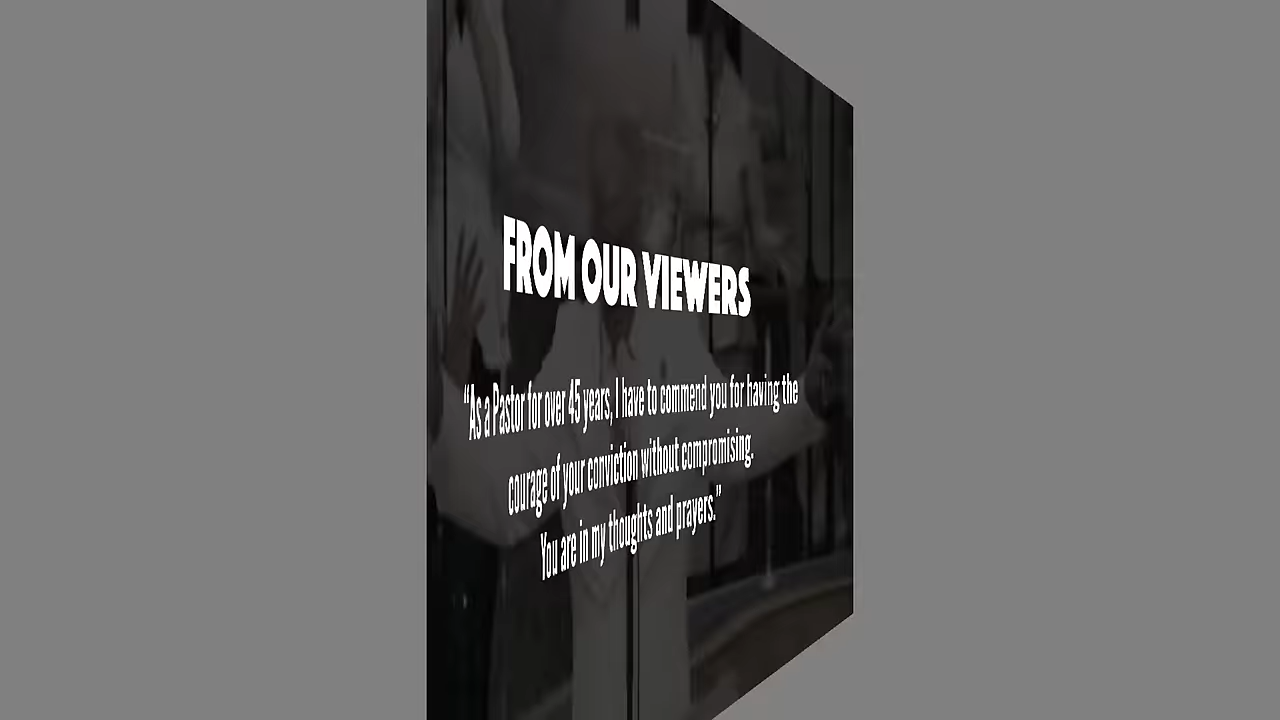 FROM OUR VIEWERS
“As a Pastor for over 45 years, I have to commend you for having the
courage of your conviction without compromising.
You are in my thoughts and prayers.”